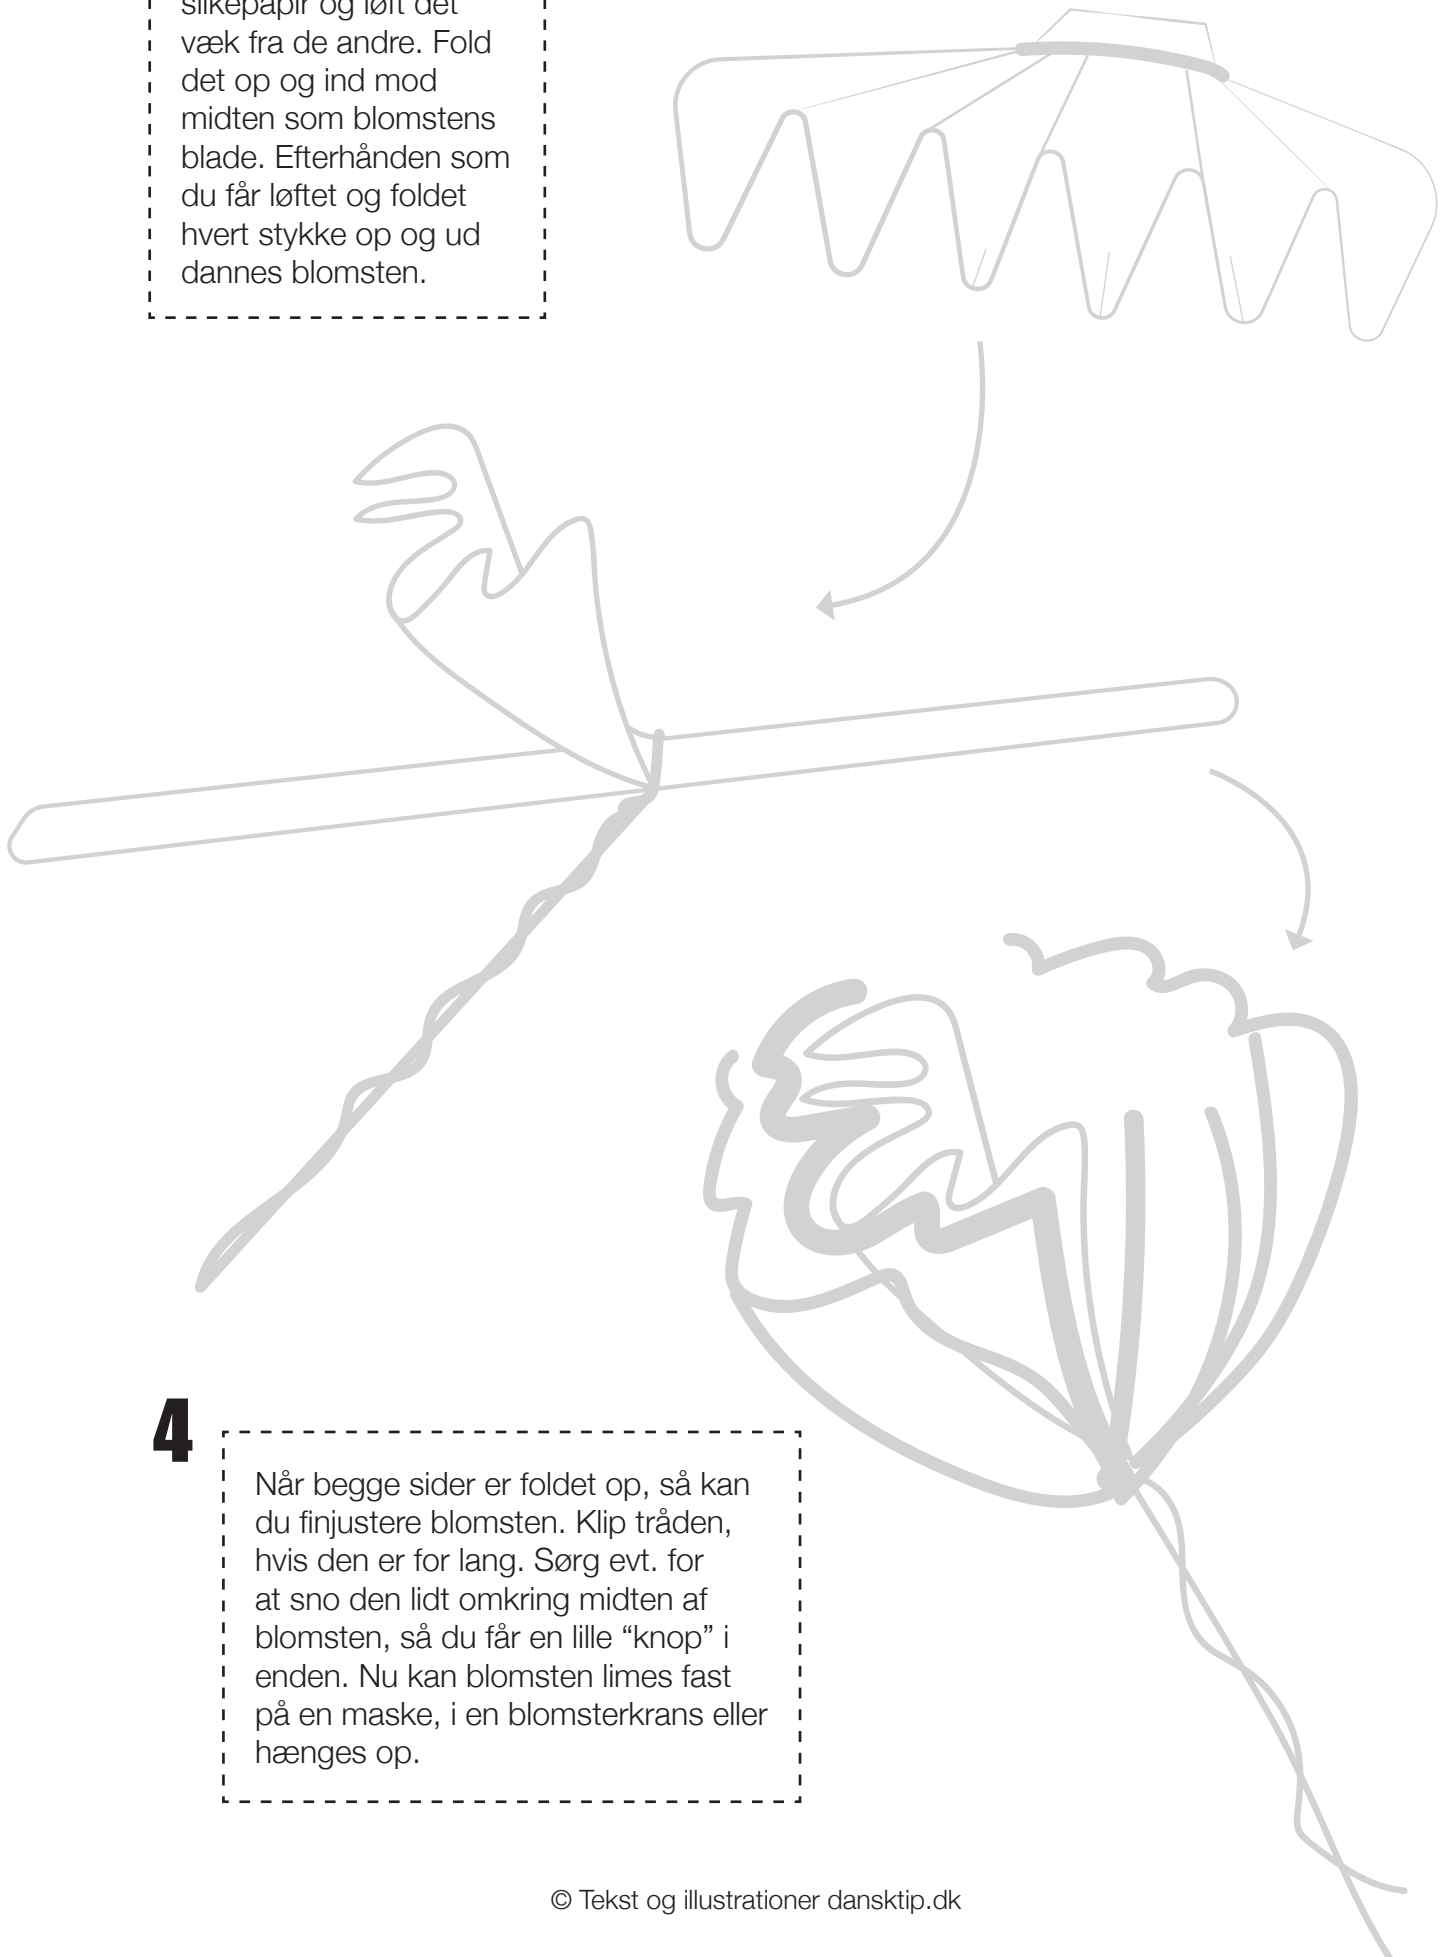 silkepapir og løft det
væk fra de andre. Fold
det op og ind mod
midten som blomstens
blade. Efterhånden som
du får løftet og foldet
hvert stykke op og ud
dannes blomsten.
4
Når begge sider er foldet op, så kan
du finjustere blomsten. Klip tråden,
hvis den er for lang. Sørg evt. for
at sno den lidt omkring midten af
blomsten, så du får en lille “knop” i
enden. Nu kan blomsten limes fast
på en maske, i en blomsterkrans eller
hænges op.
© Tekst og illustrationer dansktip.dk